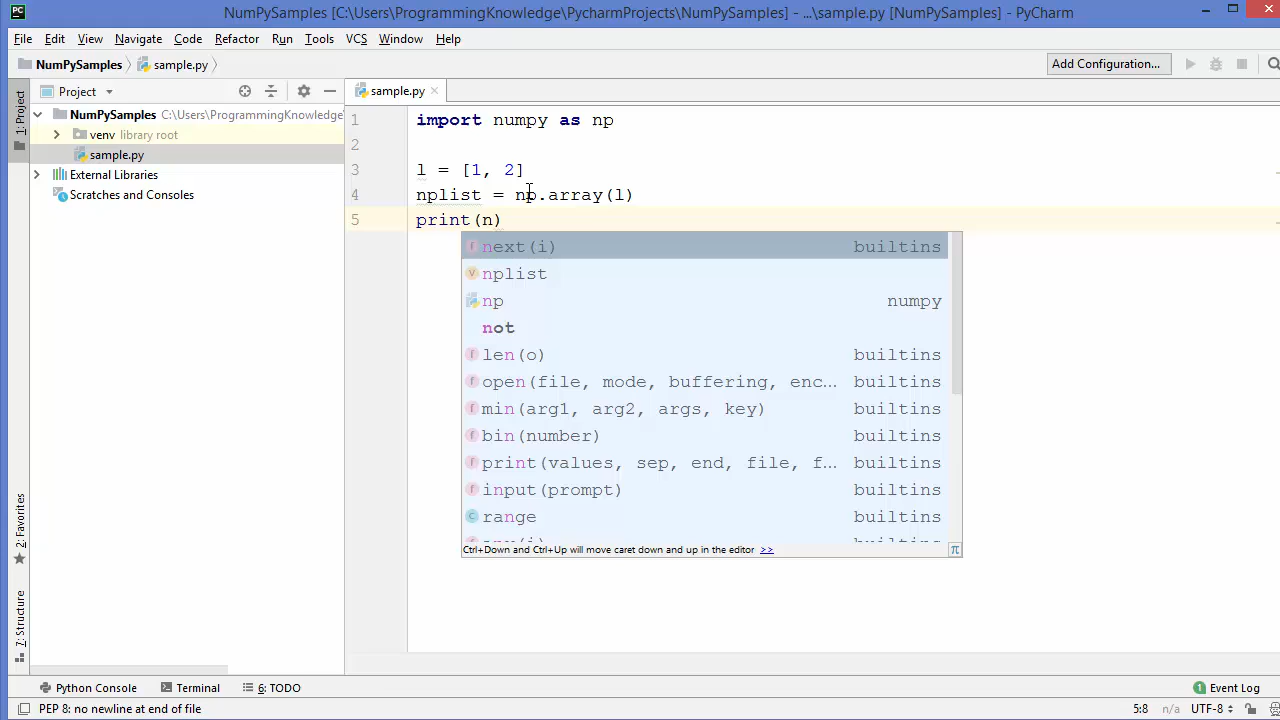 NumPySamples [C:\Users\ProgrammingKnowledge\PycharmProjects\NumPySamples] - ...\sample.py [NumPySamples] - PyCharm
File Edit View Navigate Code Refactor Run Tools VCS Window Help
NumPySamples sample.py Add Configuration...
1: Project
Project
sample.py
NumPySamples C:\Users\ProgrammingKnowledge
venv library root
sample.py
External Libraries
Scratches and Consoles
1 import numpy as np
2
3 l = [1, 2]
4 nplist = np.array(l)
5 print(n)
next(i) builtins
nplist
np numpy
not
len(o) builtins
open(file, mode, buffering, enc... builtins
min(arg1, arg2, args, key) builtins
bin(number) builtins
print(values, sep, end, file, f... builtins
input(prompt) builtins
range builtins
Ctrl+Down and Ctrl+Up will move caret down and up in the editor >>
π
2: Favorites
7: Structure
Python Console Terminal 6: TODO 1 Event Log
PEP 8: no newline at end of file 5:8 n/a UTF-8